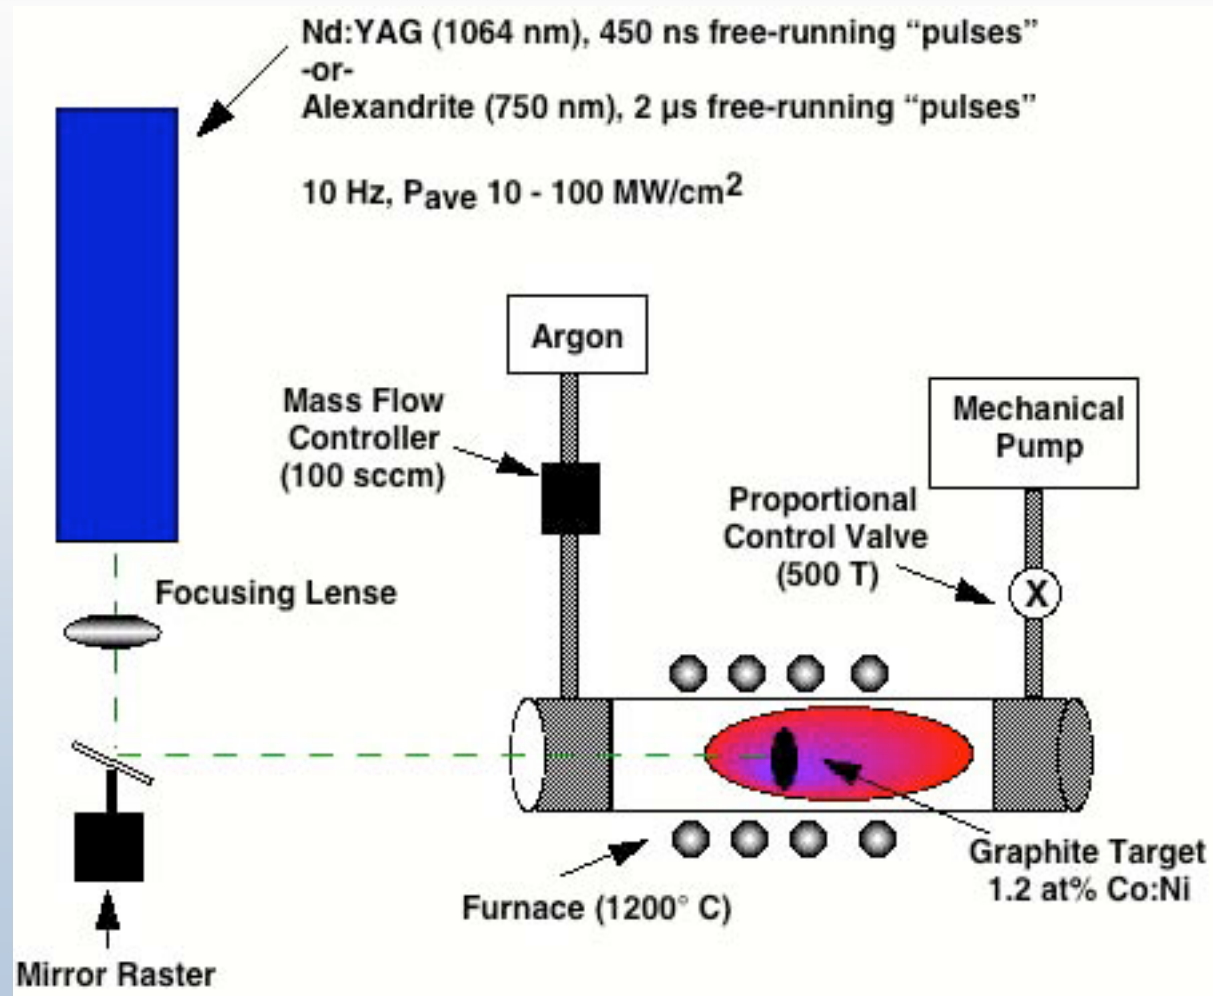 Nd:YAG (1064 nm), 450 ns free-running “pulses”
-or-
Alexandrite (750 nm), 2 µs free-running “pulses”
10 Hz, Pave 10 - 100 MW/cm2
Argon
Mass Flow
Controller
(100 sccm)
Mechanical
Pump
Proportional
Control Valve
(500 T)
X
Focusing Lense
Graphite Target
1.2 at% Co:Ni
Furnace (1200° C)
Mirror Raster